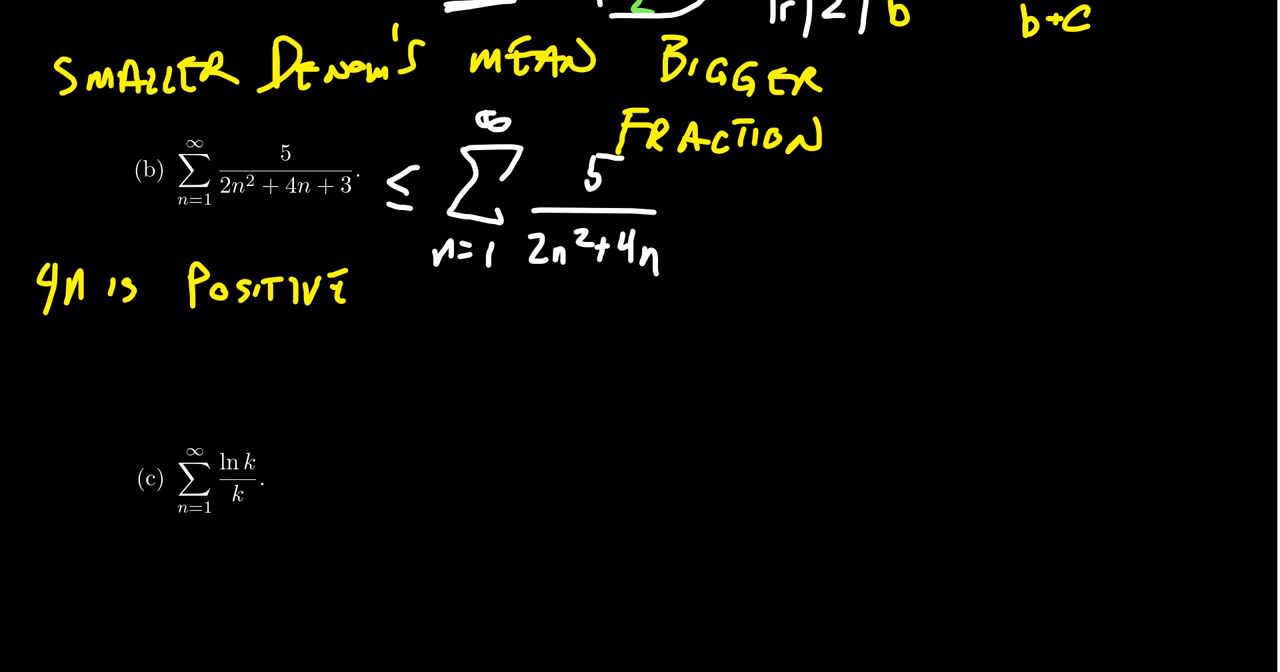 2 b b+c
SMALLER DENOM'S MEAN BIGGER
FRACTION
(b) ∑_{n=1}^{∞} 5/(2n² + 4n + 3). ≤ ∑_{n=1}^{∞} 5/(2n²+4n)
4n is POSITIVE
(c) ∑_{n=1}^{∞} ln k/k.